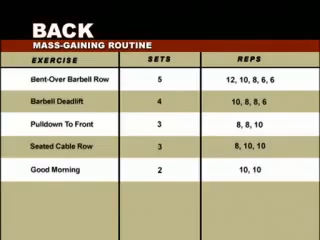 BACK
MASS-GAINING ROUTINE
EXERCISE SETS REPS
Bent-Over Barbell Row 5 12, 10, 8, 6, 6
Barbell Deadlift 4 10, 8, 8, 6
Pulldown To Front 3 8, 8, 10
Seated Cable Row 3 8, 10, 10
Good Morning 2 10, 10